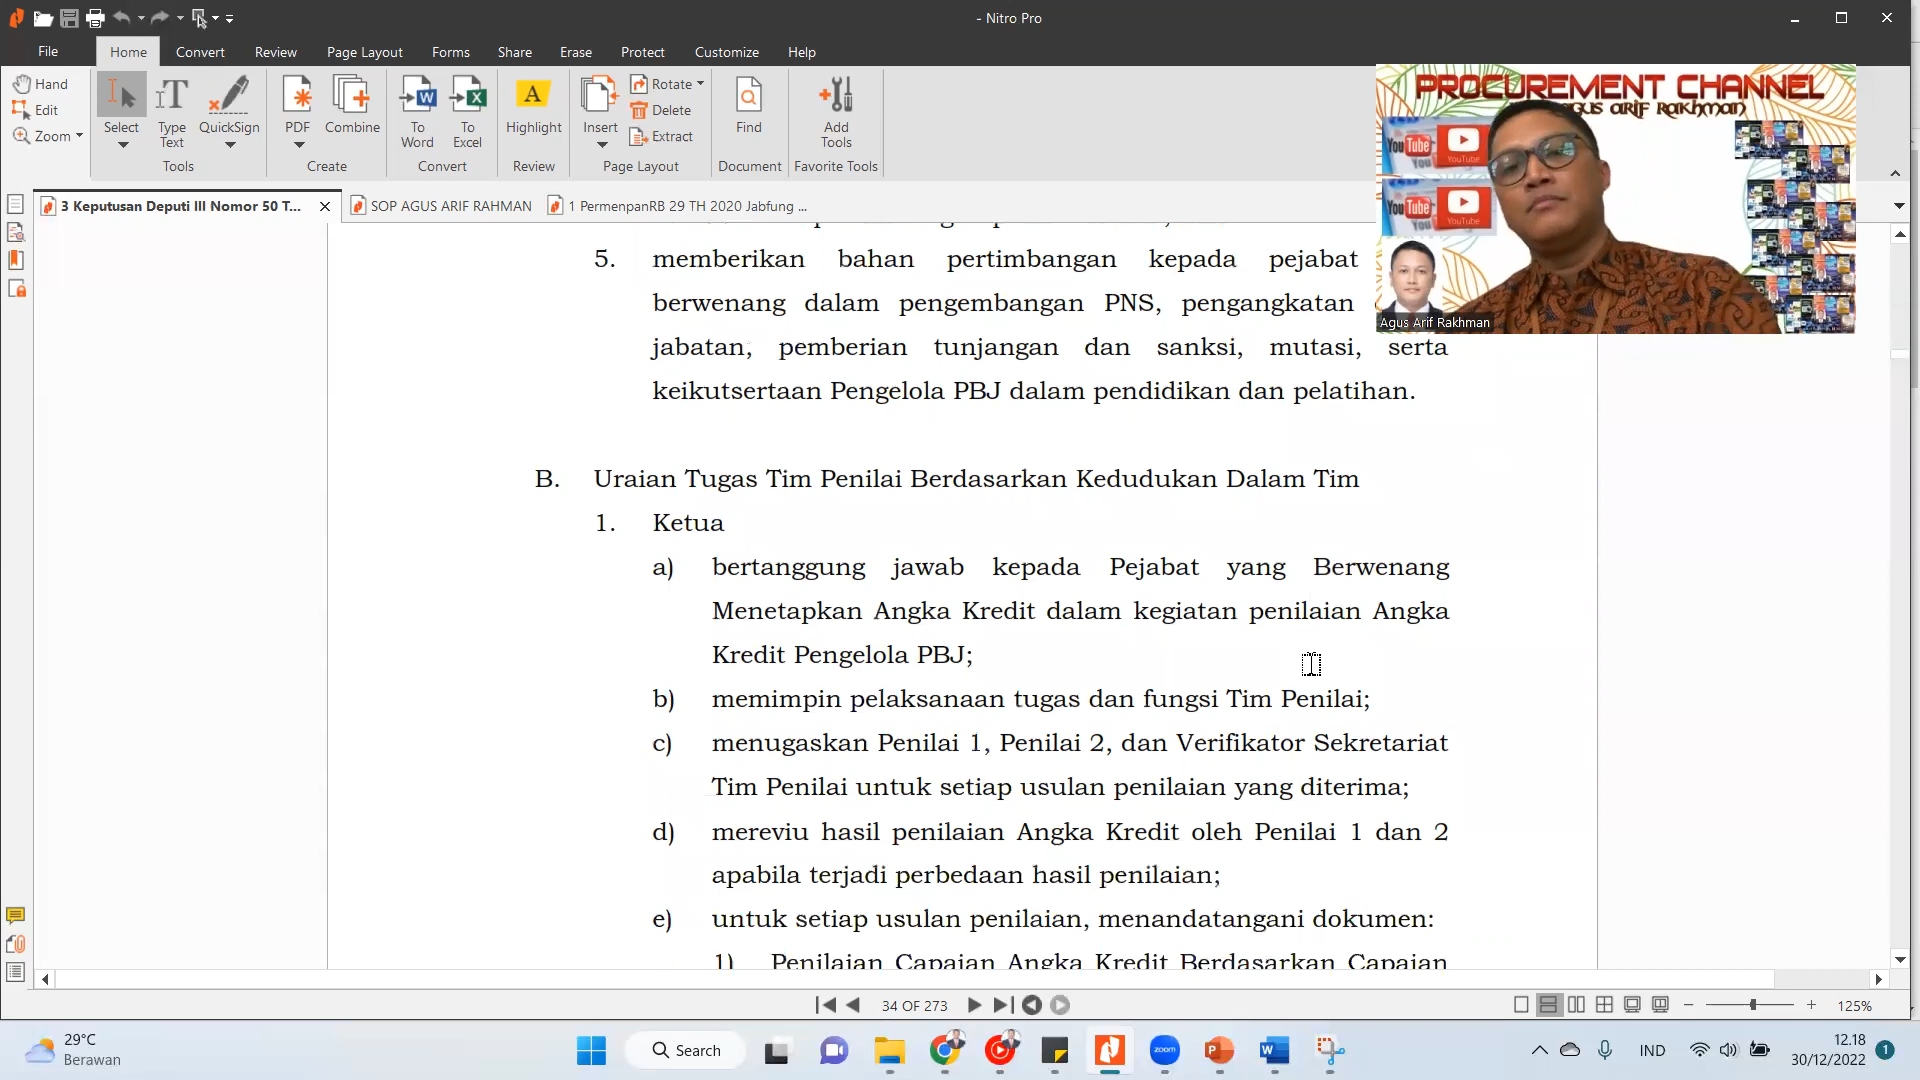 - Nitro Pro
File Home Convert Review Page Layout Forms Share Erase Protect Customize Help
Hand
Edit
Zoom
Select
Type Text
QuickSign
Tools
PDF
Combine
Create
To Word
To Excel
Convert
Highlight
Review
Insert
Rotate
Delete
Extract
Page Layout
Find
Document
Add Tools
Favorite Tools
PROCUREMENT CHANNEL
AGUS ARIF RAKHMAN
YouTube
YouTube
Agus Arif Rakhman
3 Keputusan Deputi III Nomor 50 T...
SOP AGUS ARIF RAHMAN
1 PermenpanRB 29 TH 2020 Jabfung ...
5. memberikan bahan pertimbangan kepada pejabat
berwenang dalam pengembangan PNS, pengangkatan
jabatan, pemberian tunjangan dan sanksi, mutasi, serta
keikutsertaan Pengelola PBJ dalam pendidikan dan pelatihan.
B. Uraian Tugas Tim Penilai Berdasarkan Kedudukan Dalam Tim
1. Ketua
a) bertanggung jawab kepada Pejabat yang Berwenang
Menetapkan Angka Kredit dalam kegiatan penilaian Angka
Kredit Pengelola PBJ;
b) memimpin pelaksanaan tugas dan fungsi Tim Penilai;
c) menugaskan Penilai 1, Penilai 2, dan Verifikator Sekretariat
Tim Penilai untuk setiap usulan penilaian yang diterima;
d) mereviu hasil penilaian Angka Kredit oleh Penilai 1 dan 2
apabila terjadi perbedaan hasil penilaian;
e) untuk setiap usulan penilaian, menandatangani dokumen:
1) Penilaian Capaian Angka Kredit Berdasarkan Capaian
34 OF 273
125%
29°C
Berawan
Search
zoom
IND
12.18
30/12/2022
1